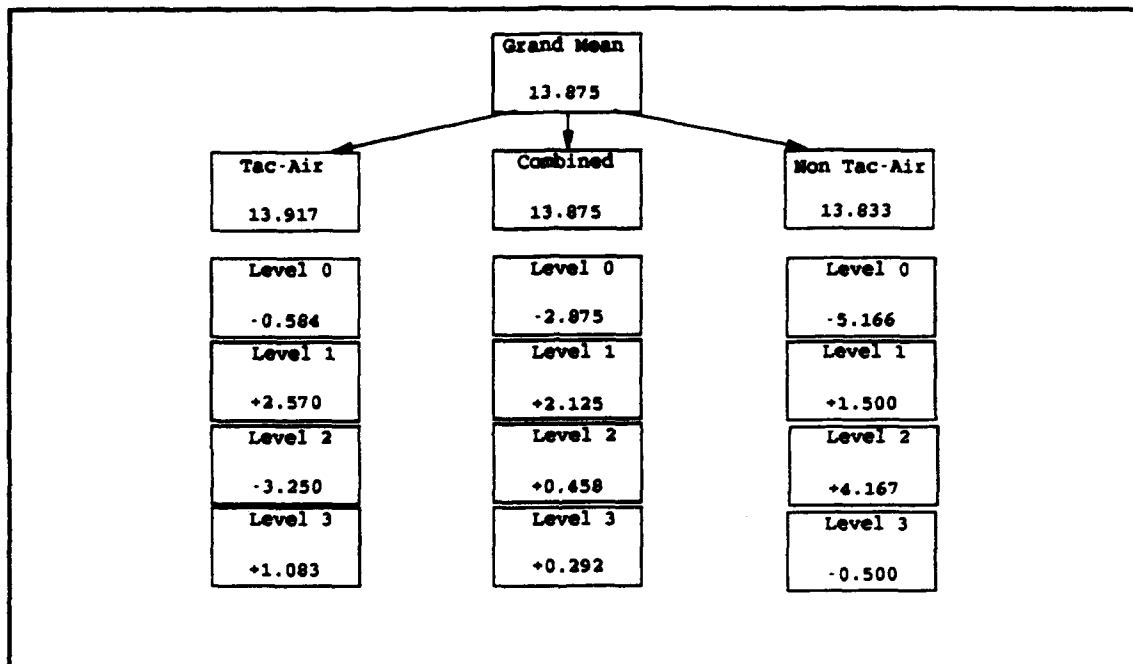 Grand Mean
13.875
Tac-Air
13.917
Combined
13.875
Non Tac-Air
13.833
Level 0
-0.584
Level 1
+2.570
Level 2
-3.250
Level 3
+1.083
Level 0
-2.875
Level 1
+2.125
Level 2
+0.458
Level 3
+0.292
Level 0
-5.166
Level 1
+1.500
Level 2
+4.167
Level 3
-0.500